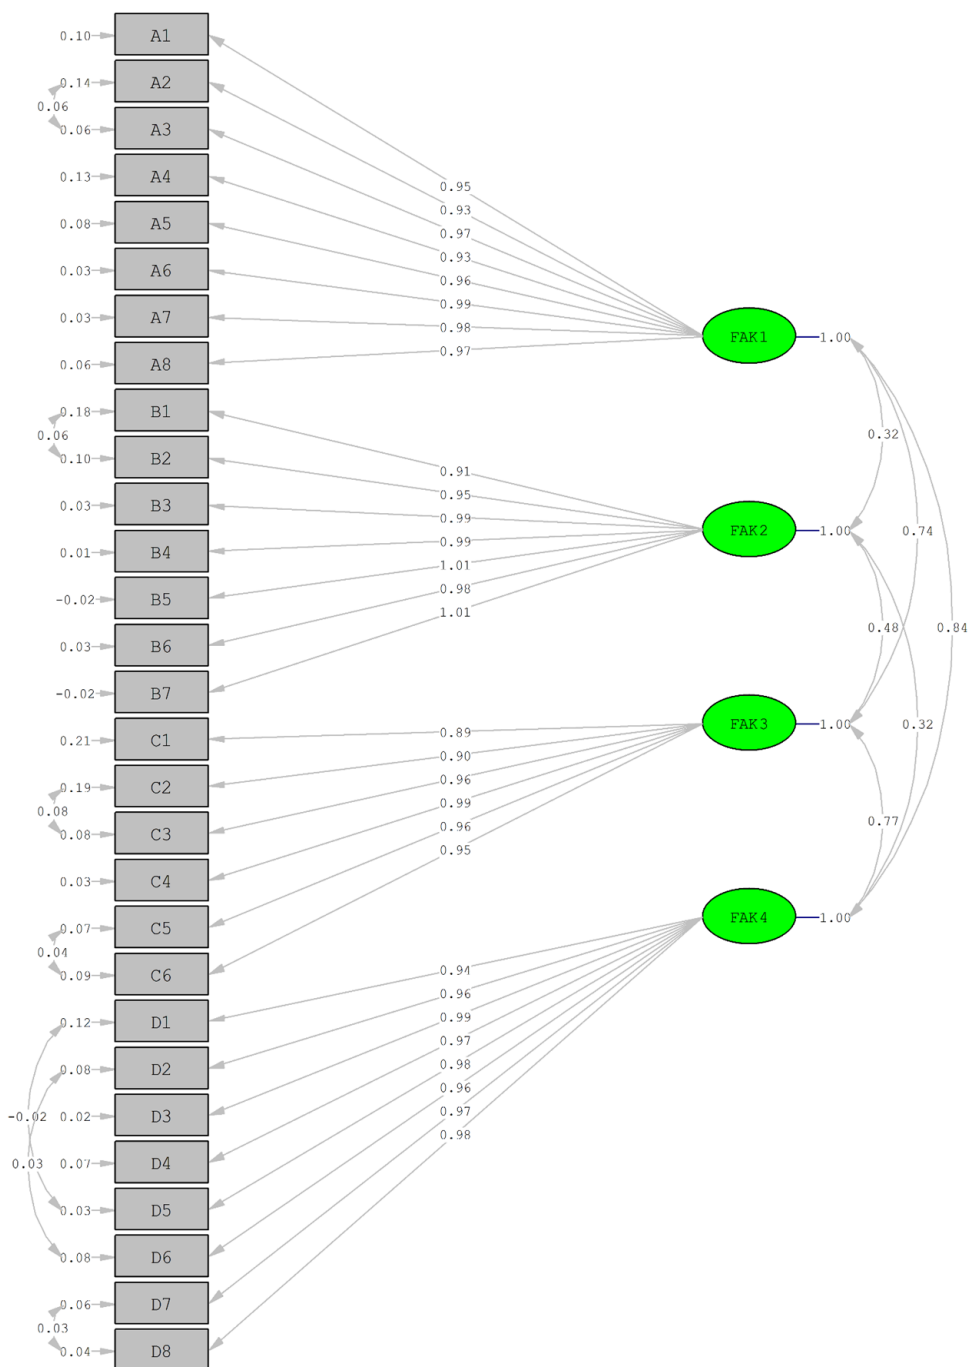 0.10 A1
0.14 A2
0.06
0.06 A3
0.13 A4
0.95
0.08 A5
0.93
0.97
0.93
0.03 A6
0.96
0.99
0.03 A7
0.98
FAK1 1.00
0.97
0.06 A8
0.18 B1
0.06
0.32
0.10 B2
0.91
0.95
0.03 B3
0.99
FAK2 1.00 0.74
0.99
0.01 B4
1.01
0.98
-0.02 B5
1.01
0.48 0.84
0.03 B6
-0.02 B7
FAK3 1.00 0.32
0.89
0.21 C1
0.90
0.96
0.19 C2
0.99
0.08
0.77
0.96
0.08 C3
0.95
0.03 C4
FAK4 1.00
0.07 C5
0.04
0.94
0.09 C6
0.96
0.99
0.12 D1
0.97
0.98
0.08 D2
0.96
0.97
-0.02 0.02 D3
0.98
0.03 0.07 D4
0.03 D5
0.08 D6
0.06 D7
0.03
0.04 D8